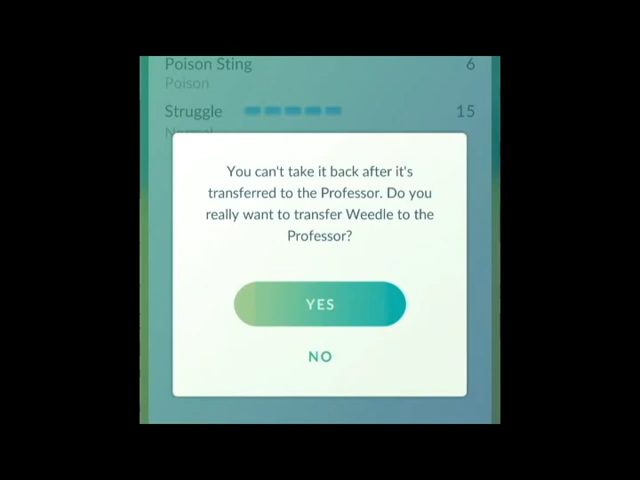 Poison Sting 6
Poison
Struggle 15
Normal
You can't take it back after it's
transferred to the Professor. Do you
really want to transfer Weedle to the
Professor?
YES
NO